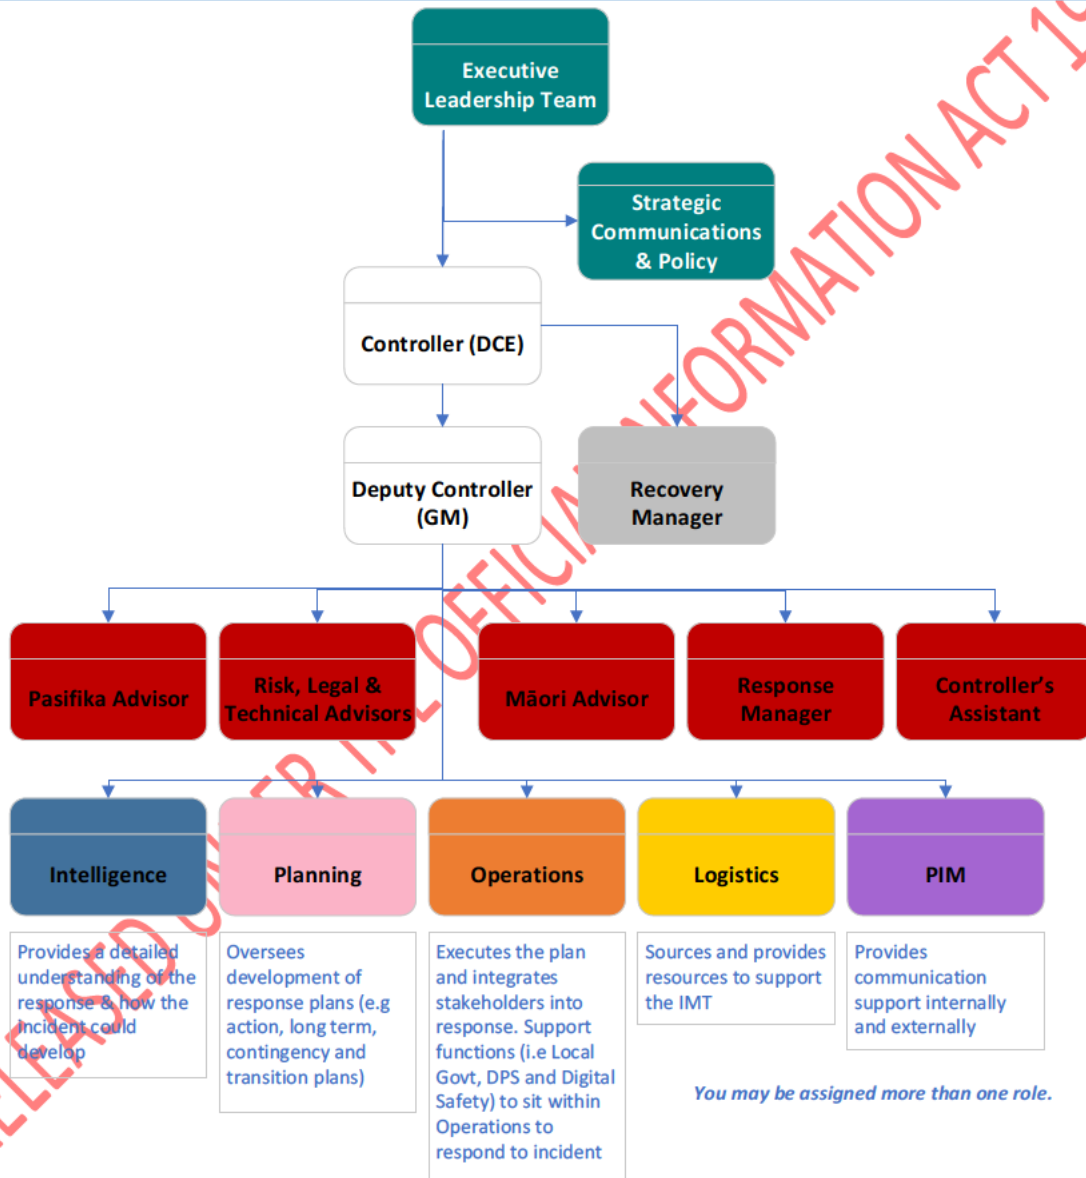 Executive
Leadership Team
Strategic
Communications
& Policy
Controller (DCE)
Deputy Controller
(GM)
Recovery
Manager
Pasifika Advisor
Risk, Legal &
Technical Advisors
Māori Advisor
Response
Manager
Controller's
Assistant
Intelligence
Planning
Operations
Logistics
PIM
Provides a detailed
understanding of the
response & how the
incident could
develop
Oversees
development of
response plans (e.g
action, long term,
contingency and
transition plans)
Executes the plan
and integrates
stakeholders into
response. Support
functions (i.e Local
Govt, DPS and Digital
Safety) to sit within
Operations to
respond to incident
Sources and provides
resources to support
the IMT
Provides
communication
support internally
and externally
You may be assigned more than one role.
RELEASED UNDER THE OFFICIAL INFORMATION ACT